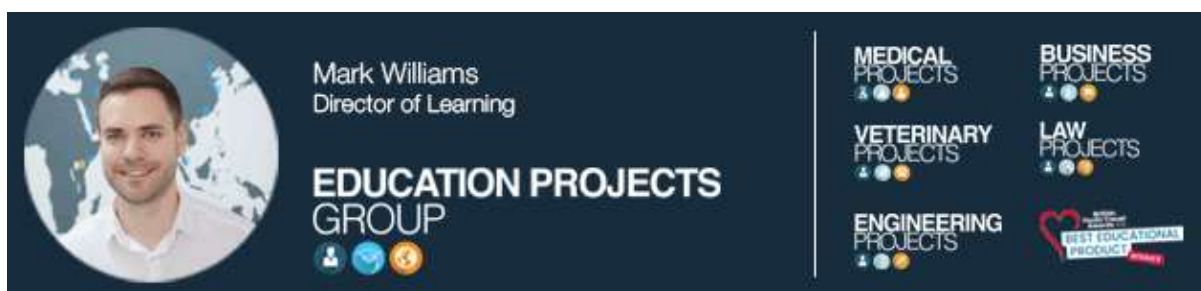 Mark Williams
Director of Learning
EDUCATION PROJECTS
GROUP
MEDICAL
PROJECTS
BUSINESS
PROJECTS
VETERINARY
PROJECTS
LAW
PROJECTS
ENGINEERING
PROJECTS
BEST EDUCATIONAL
PRODUCT